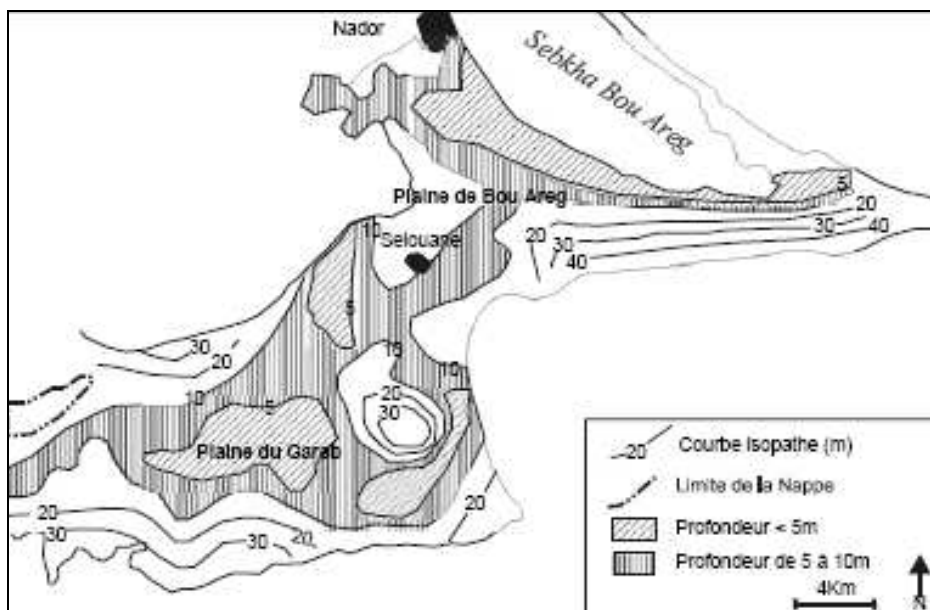 Nador
Sebkha Bou Areg
5
Plaine de Bou Areg
20
30
40
10
Selouane
20
30
40
5
30
20
10
10
10
5
20
30
Plaine du Garab
20
20
30
20
30
20 Courbe Isopathe (m)
Limite de la Nappe
Profondeur < 5m
Profondeur de 5 à 10m
4Km
N